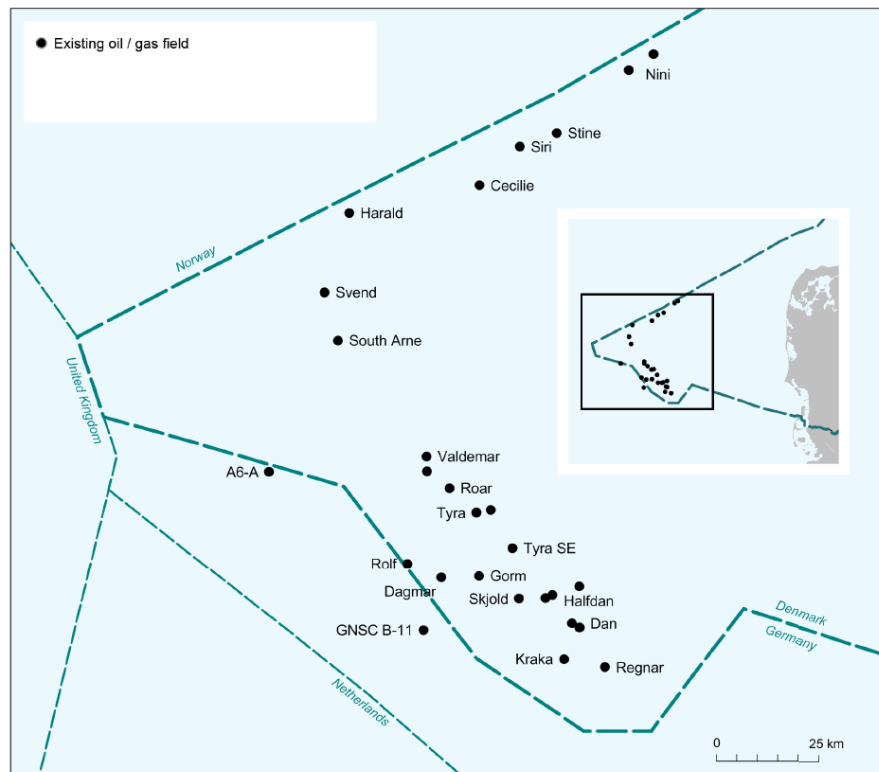 Existing oil / gas field
Nini
Stine
Siri
Cecilie
Harald
Norway
Svend
South Arne
United Kingdom
Valdemar
A6-A
Roar
Tyra
Tyra SE
Rolf
Gorm
Dagmar
Skjold
Halfdan
Denmark
Dan
GNSC B-11
Germany
Kraka
Regnar
Netherlands
0
25 km